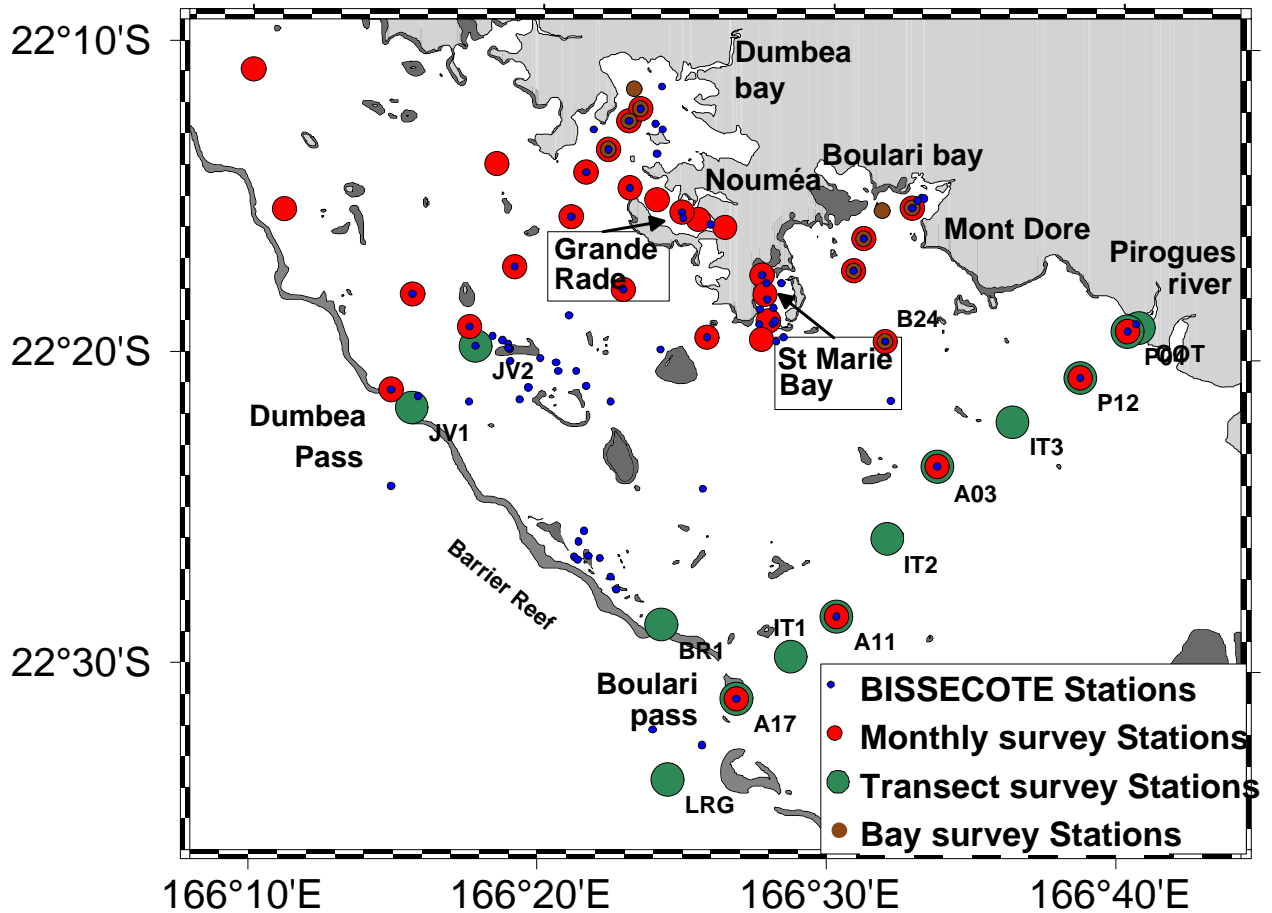 22°10'S
Dumbea
bay
Boulari bay
Nouméa
Mont Dore
Pirogues
river
Grande
Rade
B24
22°20'S
St Marie
Bay
JV2
COT
P04
P12
Dumbea
Pass
JV1
IT3
A03
Barrier Reef
IT2
IT1
A11
BR1
22°30'S
Boulari
pass
A17
LRG
BISSECOTE Stations
Monthly survey Stations
Transect survey Stations
Bay survey Stations
166°10'E
166°20'E
166°30'E
166°40'E